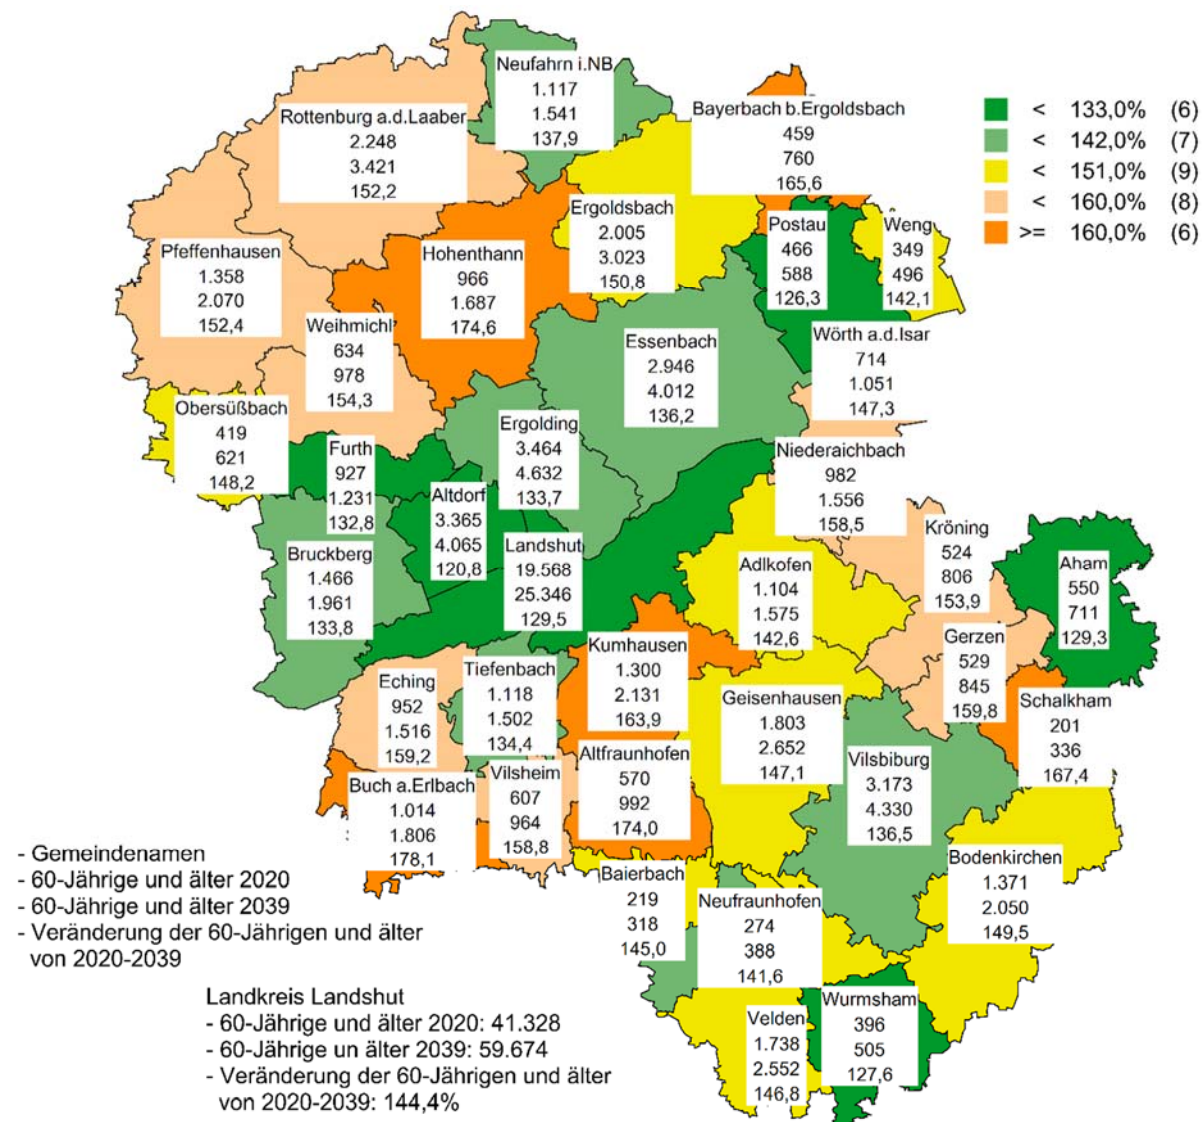 Neufahrn i.NB
1.117
1.541
137,9
Bayerbach b.Ergoldsbach
459
760
165,6
< 133,0% (6)
< 142,0% (7)
< 151,0% (9)
< 160,0% (8)
>= 160,0% (6)
Rottenburg a.d.Laaber
2.248
3.421
152,2
Ergoldsbach
2.005
3.023
150,8
Postau
466
588
126,3
Weng
349
496
142,1
Pfeffenhausen
1.358
2.070
152,4
Hohenthann
966
1.687
174,6
Weihmichl
634
978
154,3
Essenbach
2.946
4.012
136,2
Wörth a.d.Isar
714
1.051
147,3
Obersüßbach
419
621
148,2
Furth
927
1.231
132,8
Ergolding
3.464
4.632
133,7
Niederaichbach
982
1.556
158,5
Altdorf
3.365
4.065
120,8
Landshut
19.568
25.346
129,5
Kröning
524
806
153,9
Bruckberg
1.466
1.961
133,8
Adlkofen
1.104
1.575
142,6
Aham
550
711
129,3
Gerzen
529
845
159,8
Kumhausen
1.300
2.131
163,9
Eching
952
1.516
159,2
Tiefenbach
1.118
1.502
134,4
Geisenhausen
1.803
2.652
147,1
Schalkham
201
336
167,4
Altfraunhofen
570
992
174,0
Vilsbiburg
3.173
4.330
136,5
Buch a.Erlbach
1.014
1.806
178,1
Vilsheim
607
964
158,8
Bodenkirchen
1.371
2.050
149,5
Baierbach
219
318
145,0
Neufraunhofen
274
388
141,6
Wurmsham
396
505
127,6
Velden
1.738
2.552
146,8
- Gemeindenamen
- 60-Jährige und älter 2020
- 60-Jährige und älter 2039
- Veränderung der 60-Jährigen und älter
von 2020-2039
Landkreis Landshut
- 60-Jährige und älter 2020: 41.328
- 60-Jährige un älter 2039: 59.674
- Veränderung der 60-Jährigen und älter
von 2020-2039: 144,4%